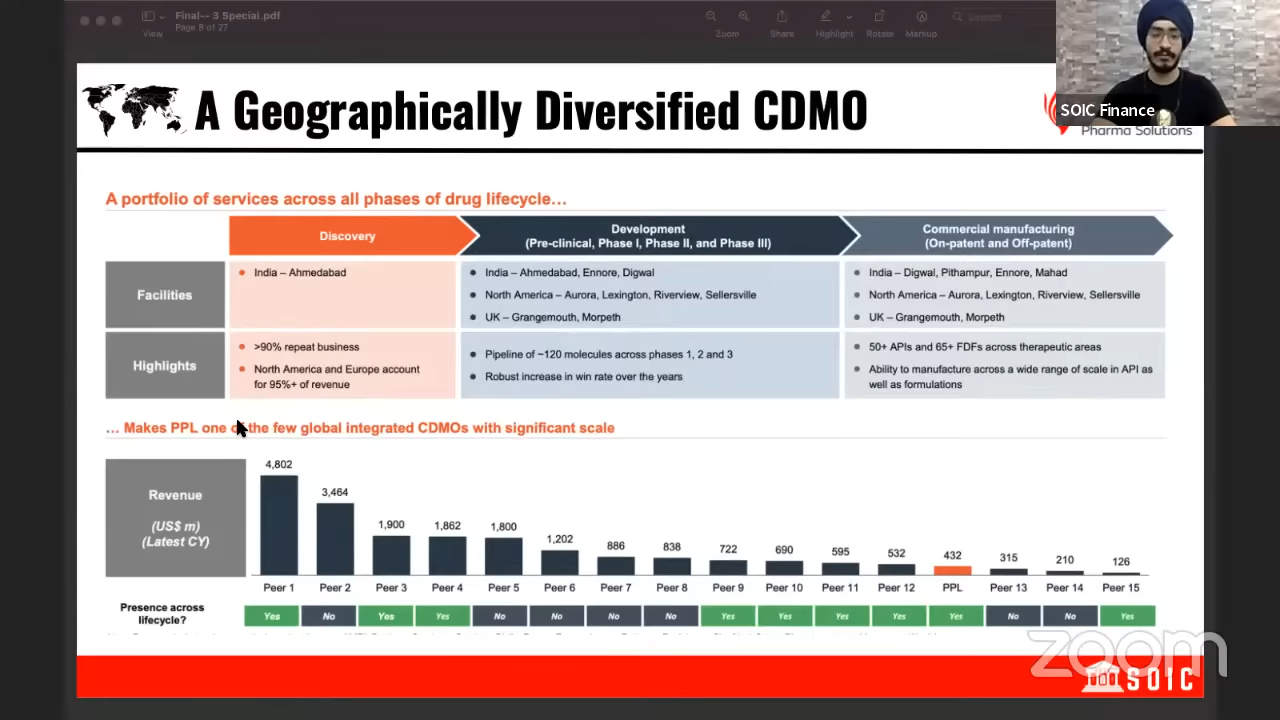 Final-- 3 Special.pdf
Page 8 of 27
View
Zoom
Share
Highlight
Rotate
Markup
Search
SOIC Finance
A Geographically Diversified CDMO
Pharma Solutions
A portfolio of services across all phases of drug lifecycle…
Discovery
Development
(Pre-clinical, Phase I, Phase II, and Phase III)
Commercial manufacturing
(On-patent and Off-patent)
Facilities
India – Ahmedabad
India – Ahmedabad, Ennore, Digwal
North America – Aurora, Lexington, Riverview, Sellersville
UK – Grangemouth, Morpeth
India – Digwal, Pithampur, Ennore, Mahad
North America – Aurora, Lexington, Riverview, Sellersville
UK – Grangemouth, Morpeth
Highlights
>90% repeat business
North America and Europe account
for 95%+ of revenue
Pipeline of ~120 molecules across phases 1, 2 and 3
Robust increase in win rate over the years
50+ APIs and 65+ FDFs across therapeutic areas
Ability to manufacture across a wide range of scale in API as
well as formulations
… Makes PPL one of the few global integrated CDMOs with significant scale
Revenue
(US$ m)
(Latest CY)
4,802 3,464 1,900 1,862 1,800 1,202 886 838 722 690 595 532 432 315 210 126
Peer 1 Peer 2 Peer 3 Peer 4 Peer 5 Peer 6 Peer 7 Peer 8 Peer 9 Peer 10 Peer 11 Peer 12 PPL Peer 13 Peer 14 Peer 15
Presence across
lifecycle?
Yes No Yes Yes No No No No Yes Yes Yes Yes Yes No No Yes
zoom
SOIC